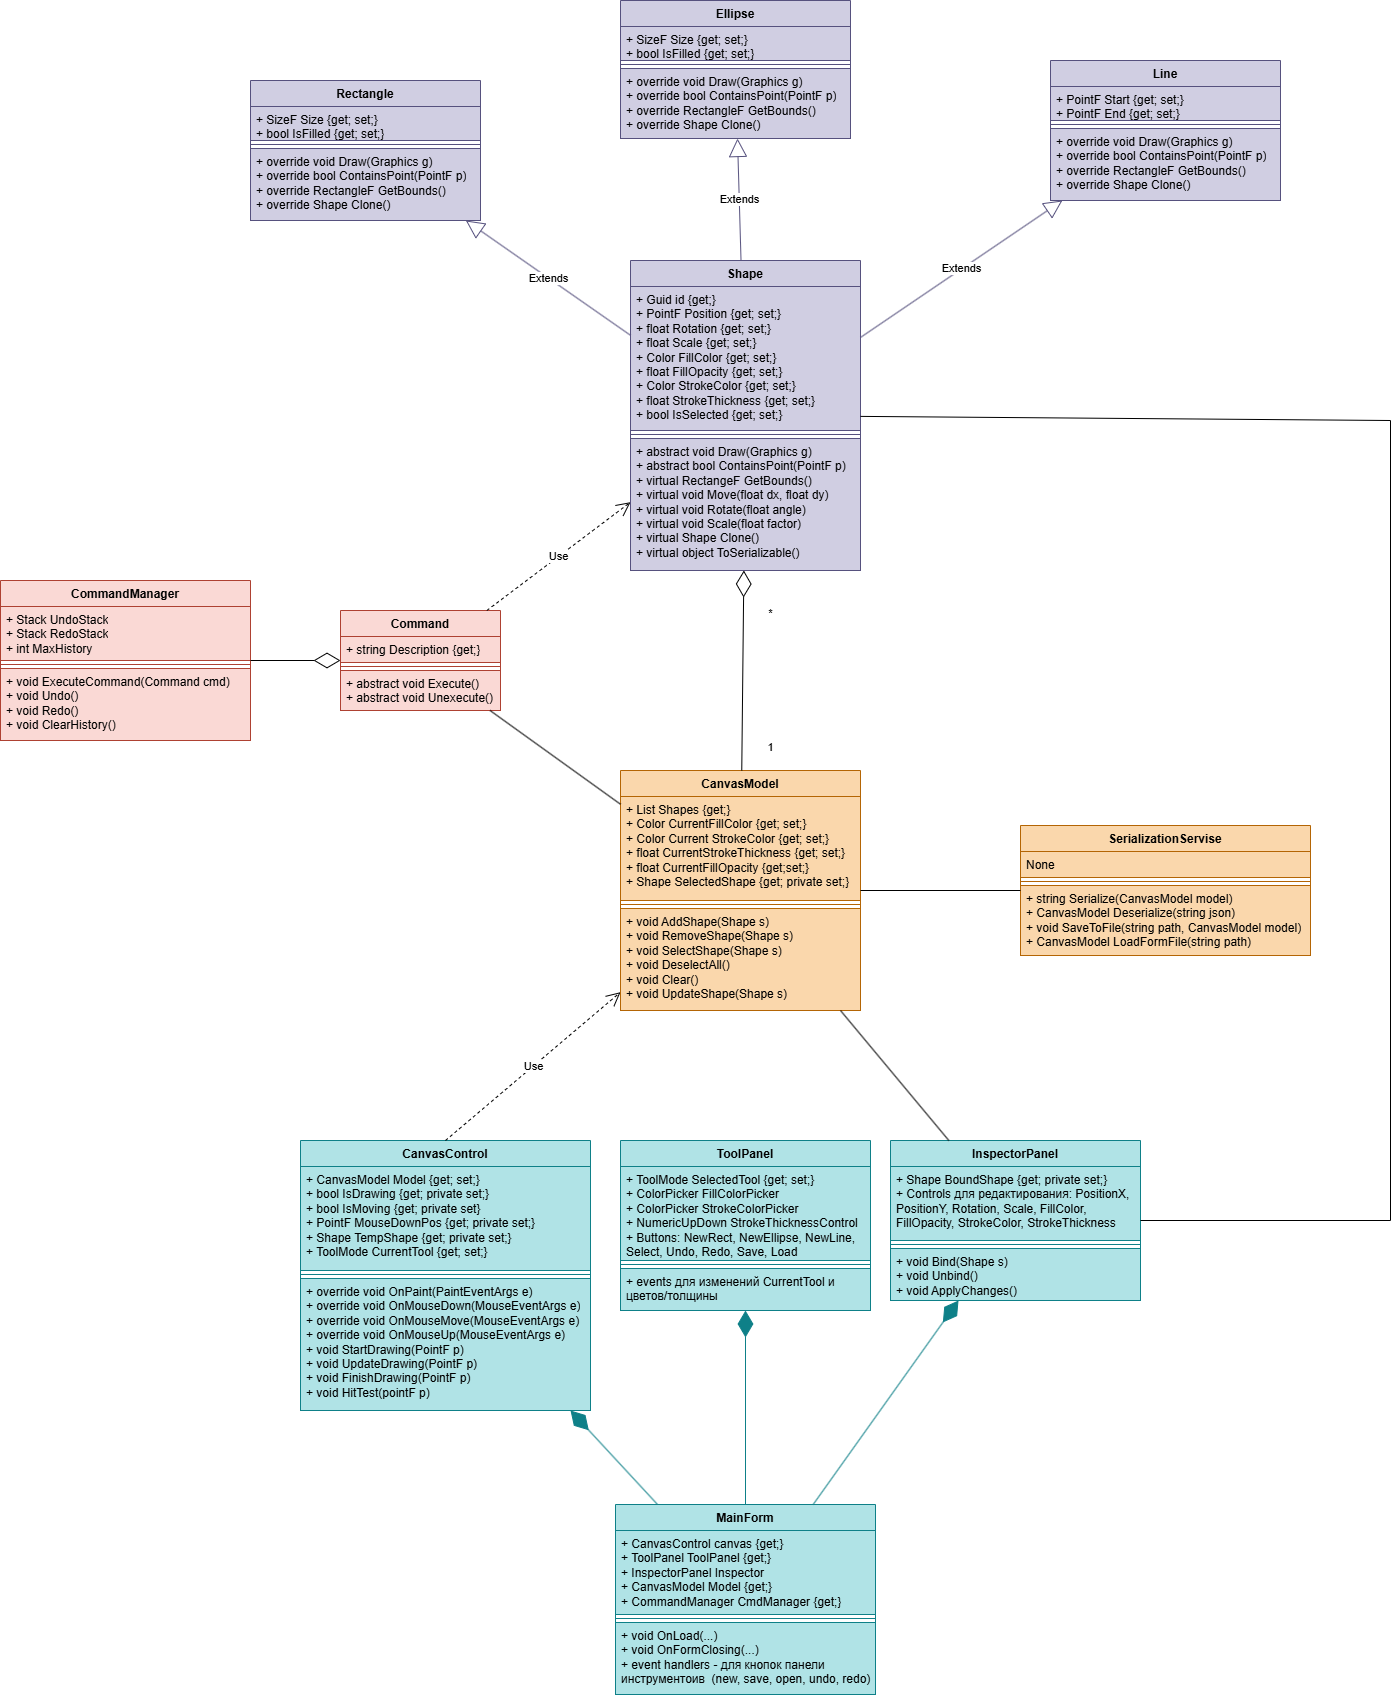 Ellipse
+ SizeF Size {get; set;}
+ bool IsFilled {get; set;}
+ override void Draw(Graphics g)
+ override bool ContainsPoint(PointF p)
+ override RectangleF GetBounds()
+ override Shape Clone()
Rectangle
+ SizeF Size {get; set;}
+ bool IsFilled {get; set;}
+ override void Draw(Graphics g)
+ override bool ContainsPoint(PointF p)
+ override RectangleF GetBounds()
+ override Shape Clone()
Line
+ PointF Start {get; set;}
+ PointF End {get; set;}
+ override void Draw(Graphics g)
+ override bool ContainsPoint(PointF p)
+ override RectangleF GetBounds()
+ override Shape Clone()
Extends
Extends
Extends
Shape
+ Guid id {get;}
+ PointF Position {get; set;}
+ float Rotation {get; set;}
+ float Scale {get; set;}
+ Color FillColor {get; set;}
+ float FillOpacity {get; set;}
+ Color StrokeColor {get; set;}
+ float StrokeThickness {get; set;}
+ bool IsSelected {get; set;}
+ abstract void Draw(Graphics g)
+ abstract bool ContainsPoint(PointF p)
+ virtual RectangeF GetBounds()
+ virtual void Move(float dx, float dy)
+ virtual void Rotate(float angle)
+ virtual void Scale(float factor)
+ virtual Shape Clone()
+ virtual object ToSerializable()
Use
*
1
CommandManager
+ Stack UndoStack
+ Stack RedoStack
+ int MaxHistory
+ void ExecuteCommand(Command cmd)
+ void Undo()
+ void Redo()
+ void ClearHistory()
Command
+ string Description {get;}
+ abstract void Execute()
+ abstract void Unexecute()
CanvasModel
+ List Shapes {get;}
+ Color CurrentFillColor {get; set;}
+ Color Current StrokeColor {get; set;}
+ float CurrentStrokeThickness {get; set;}
+ float CurrentFillOpacity {get;set;}
+ Shape SelectedShape {get; private set;}
+ void AddShape(Shape s)
+ void RemoveShape(Shape s)
+ void SelectShape(Shape s)
+ void DeselectAll()
+ void Clear()
+ void UpdateShape(Shape s)
SerializationServise
None
+ string Serialize(CanvasModel model)
+ CanvasModel Deserialize(string json)
+ void SaveToFile(string path, CanvasModel model)
+ CanvasModel LoadFormFile(string path)
Use
CanvasControl
+ CanvasModel Model {get; set;}
+ bool IsDrawing {get; private set;}
+ bool IsMoving {get; private set}
+ PointF MouseDownPos {get; private set;}
+ Shape TempShape {get; private set;}
+ ToolMode CurrentTool {get; set;}
+ override void OnPaint(PaintEventArgs e)
+ override void OnMouseDown(MouseEventArgs e)
+ override void OnMouseMove(MouseEventArgs e)
+ override void OnMouseUp(MouseEventArgs e)
+ void StartDrawing(PointF p)
+ void UpdateDrawing(PointF p)
+ void FinishDrawing(PointF p)
+ void HitTest(pointF p)
ToolPanel
+ ToolMode SelectedTool {get; set;}
+ ColorPicker FillColorPicker
+ ColorPicker StrokeColorPicker
+ NumericUpDown StrokeThicknessControl
+ Buttons: NewRect, NewEllipse, NewLine,
Select, Undo, Redo, Save, Load
+ events для изменений CurrentTool и
цветов/толщины
InspectorPanel
+ Shape BoundShape {get; private set;}
+ Controls для редактирования: PositionX,
PositionY, Rotation, Scale, FillColor,
FillOpacity, StrokeColor, StrokeThickness
+ void Bind(Shape s)
+ void Unbind()
+ void ApplyChanges()
MainForm
+ CanvasControl canvas {get;}
+ ToolPanel ToolPanel {get;}
+ InspectorPanel Inspector
+ CanvasModel Model {get;}
+ CommandManager CmdManager {get;}
+ void OnLoad(...)
+ void OnFormClosing(...)
+ event handlers - для кнопок панели
инструментоив (new, save, open, undo, redo)